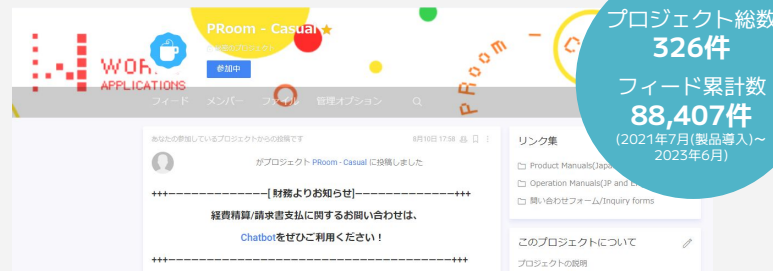 PRoom - Casual★
WOR
APPLICATIONS
参加中
フィード メンバー ファイル 管理オプション
PRoom - C
プロジェクト総数
326件
フィード累計数
88,407件
(2021年7月(製品導入)~
2023年6月)
あなたの参加しているプロジェクトからの投稿です 8月10日 17:58
がプロジェクト PRoom - Casual に投稿しました
+++−−−−−−−−−−−−−[ 財務よりお知らせ]−−−−−−−−−−−−−+++
経費精算/請求書支払に関するお問い合わせは、
Chatbotをぜひご利用ください！
+++−−−−−−−−−−−−−−−−−−−−−−−−−−−−−−−−−−−−+++
リンク集
Product Manuals(Japa
Operation Manuals(JP and E
問い合わせフォーム/Inquiry forms
このプロジェクトについて
プロジェクトの説明